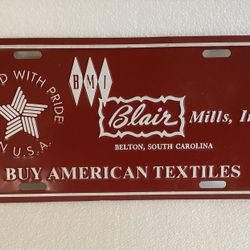 D WITH PRIDE
N U.S.A.
BMI
Blair Mills, In
BELTON, SOUTH CAROLINA
BUY AMERICAN TEXTILES